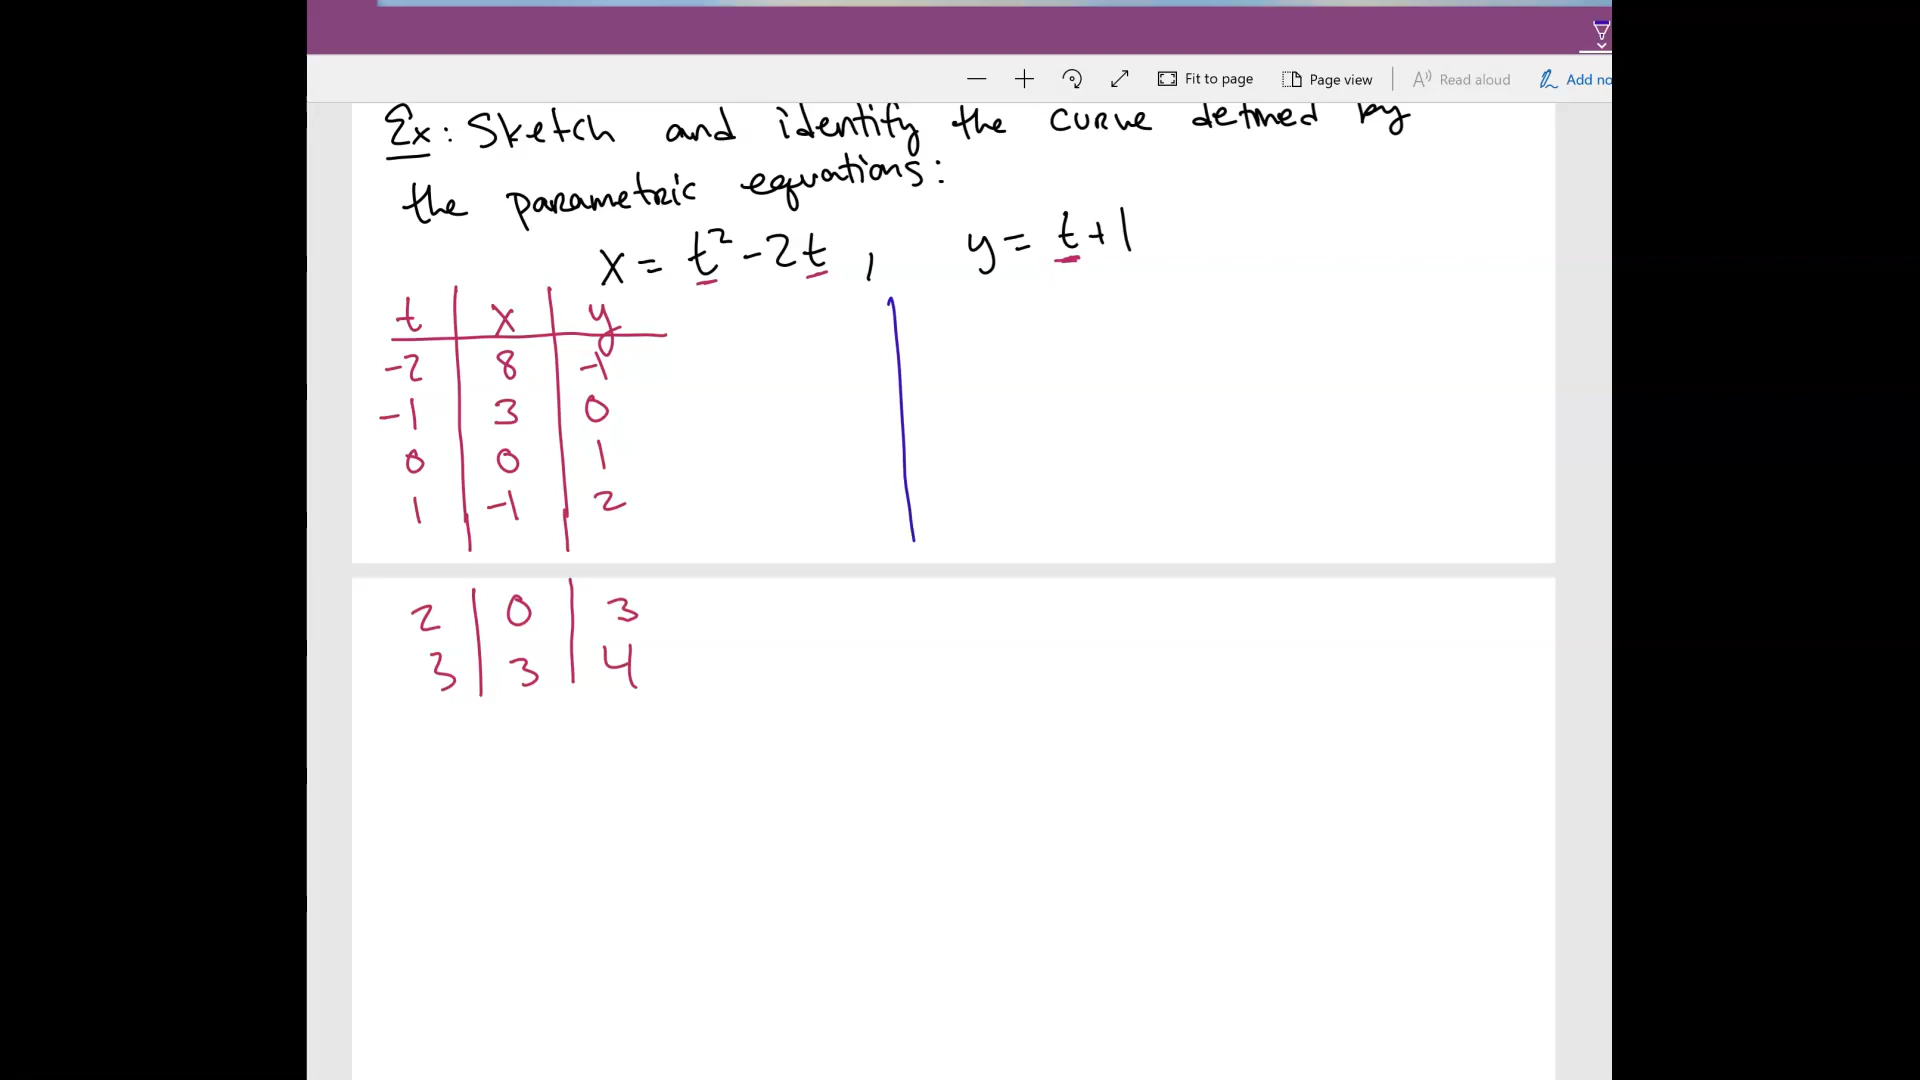 Fit to page Page view Read aloud Add no
Ex: Sketch and identify the curve defined by
the parametric equations:
x = t² - 2t , y = t + 1
t x y
-2 8 -1
-1 3 0
0 0 1
1 -1 2
2 0 3
3 3 4